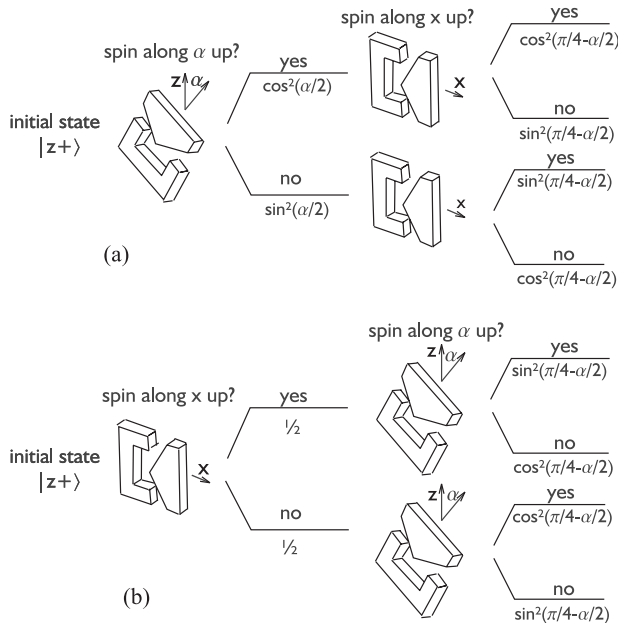 spin along x up?
yes
cos²(π/4-α/2)
no
sin²(π/4-α/2)
spin along α up?
z α
yes
cos²(α/2)
x
initial state
|z+⟩
no
sin²(α/2)
x
yes
sin²(π/4-α/2)
no
cos²(π/4-α/2)
(a)
spin along α up?
z α
yes
sin²(π/4-α/2)
no
cos²(π/4-α/2)
spin along x up?
yes
½
x
initial state
|z+⟩
no
½
z α
yes
cos²(π/4-α/2)
no
sin²(π/4-α/2)
(b)